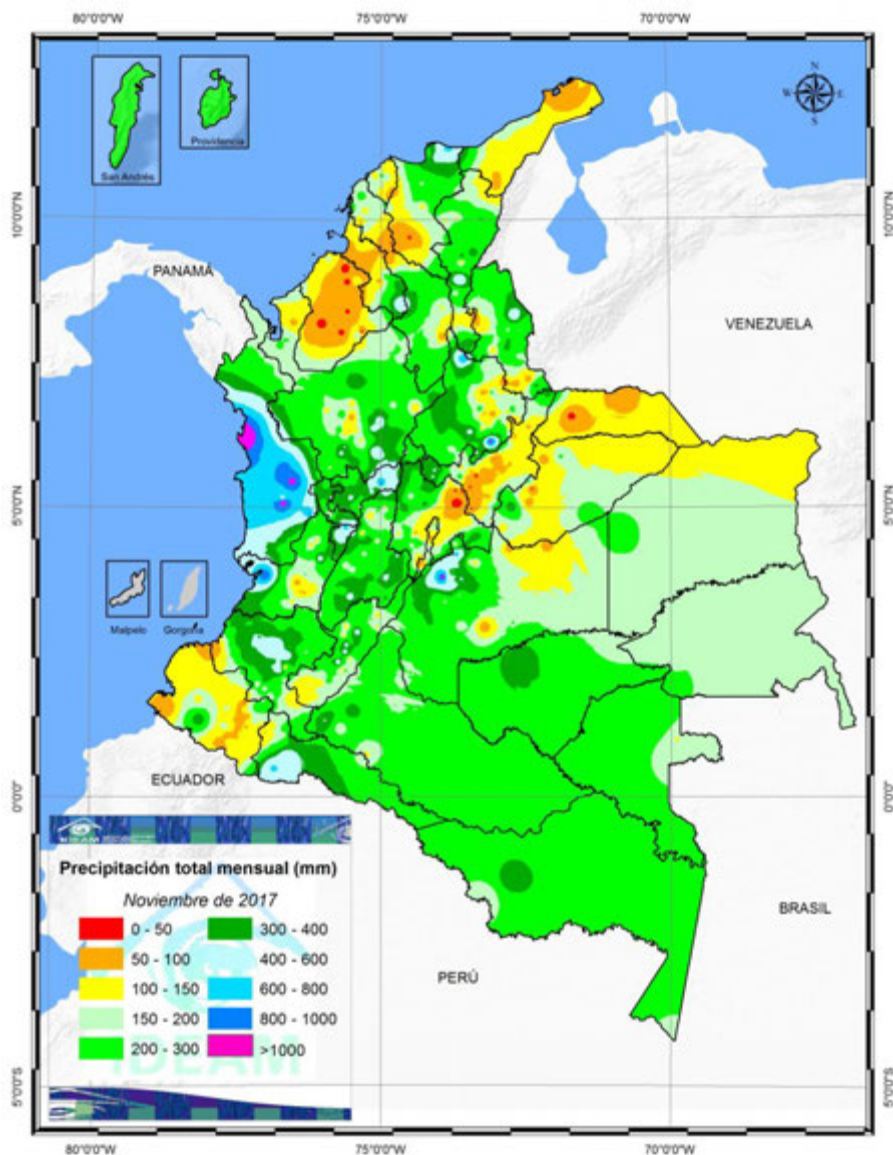 80°0'0"W 75°0'0"W 70°0'0"W
N
W E
S
San Andrés
Providencia
10°0'0"N 10°0'0"N
PANAMÁ
VENEZUELA
5°0'0"N 5°0'0"N
Malpelo Gorgona
ECUADOR
0°0'0" 0°0'0"
IDEAM
Precipitación total mensual (mm)
Noviembre de 2017
0 - 50 300 - 400
50 - 100 400 - 600
100 - 150 600 - 800
150 - 200 800 - 1000
200 - 300 >1000
IDEAM
BRASIL
PERÚ
5°0'0"S 5°0'0"S
80°0'0"W 75°0'0"W 70°0'0"W